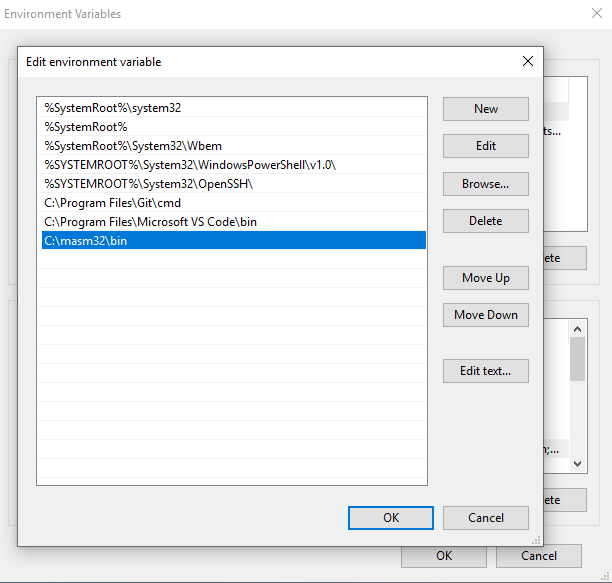 Environment Variables
Edit environment variable
%SystemRoot%\system32
%SystemRoot%
%SystemRoot%\System32\Wbem
%SYSTEMROOT%\System32\WindowsPowerShell\v1.0\
%SYSTEMROOT%\System32\OpenSSH\
C:\Program Files\Git\cmd
C:\Program Files\Microsoft VS Code\bin
C:\masm32\bin
New
Edit
Browse...
Delete
Move Up
Move Down
Edit text...
OK
Cancel
ts...
ete
n;...
ete
OK
Cancel